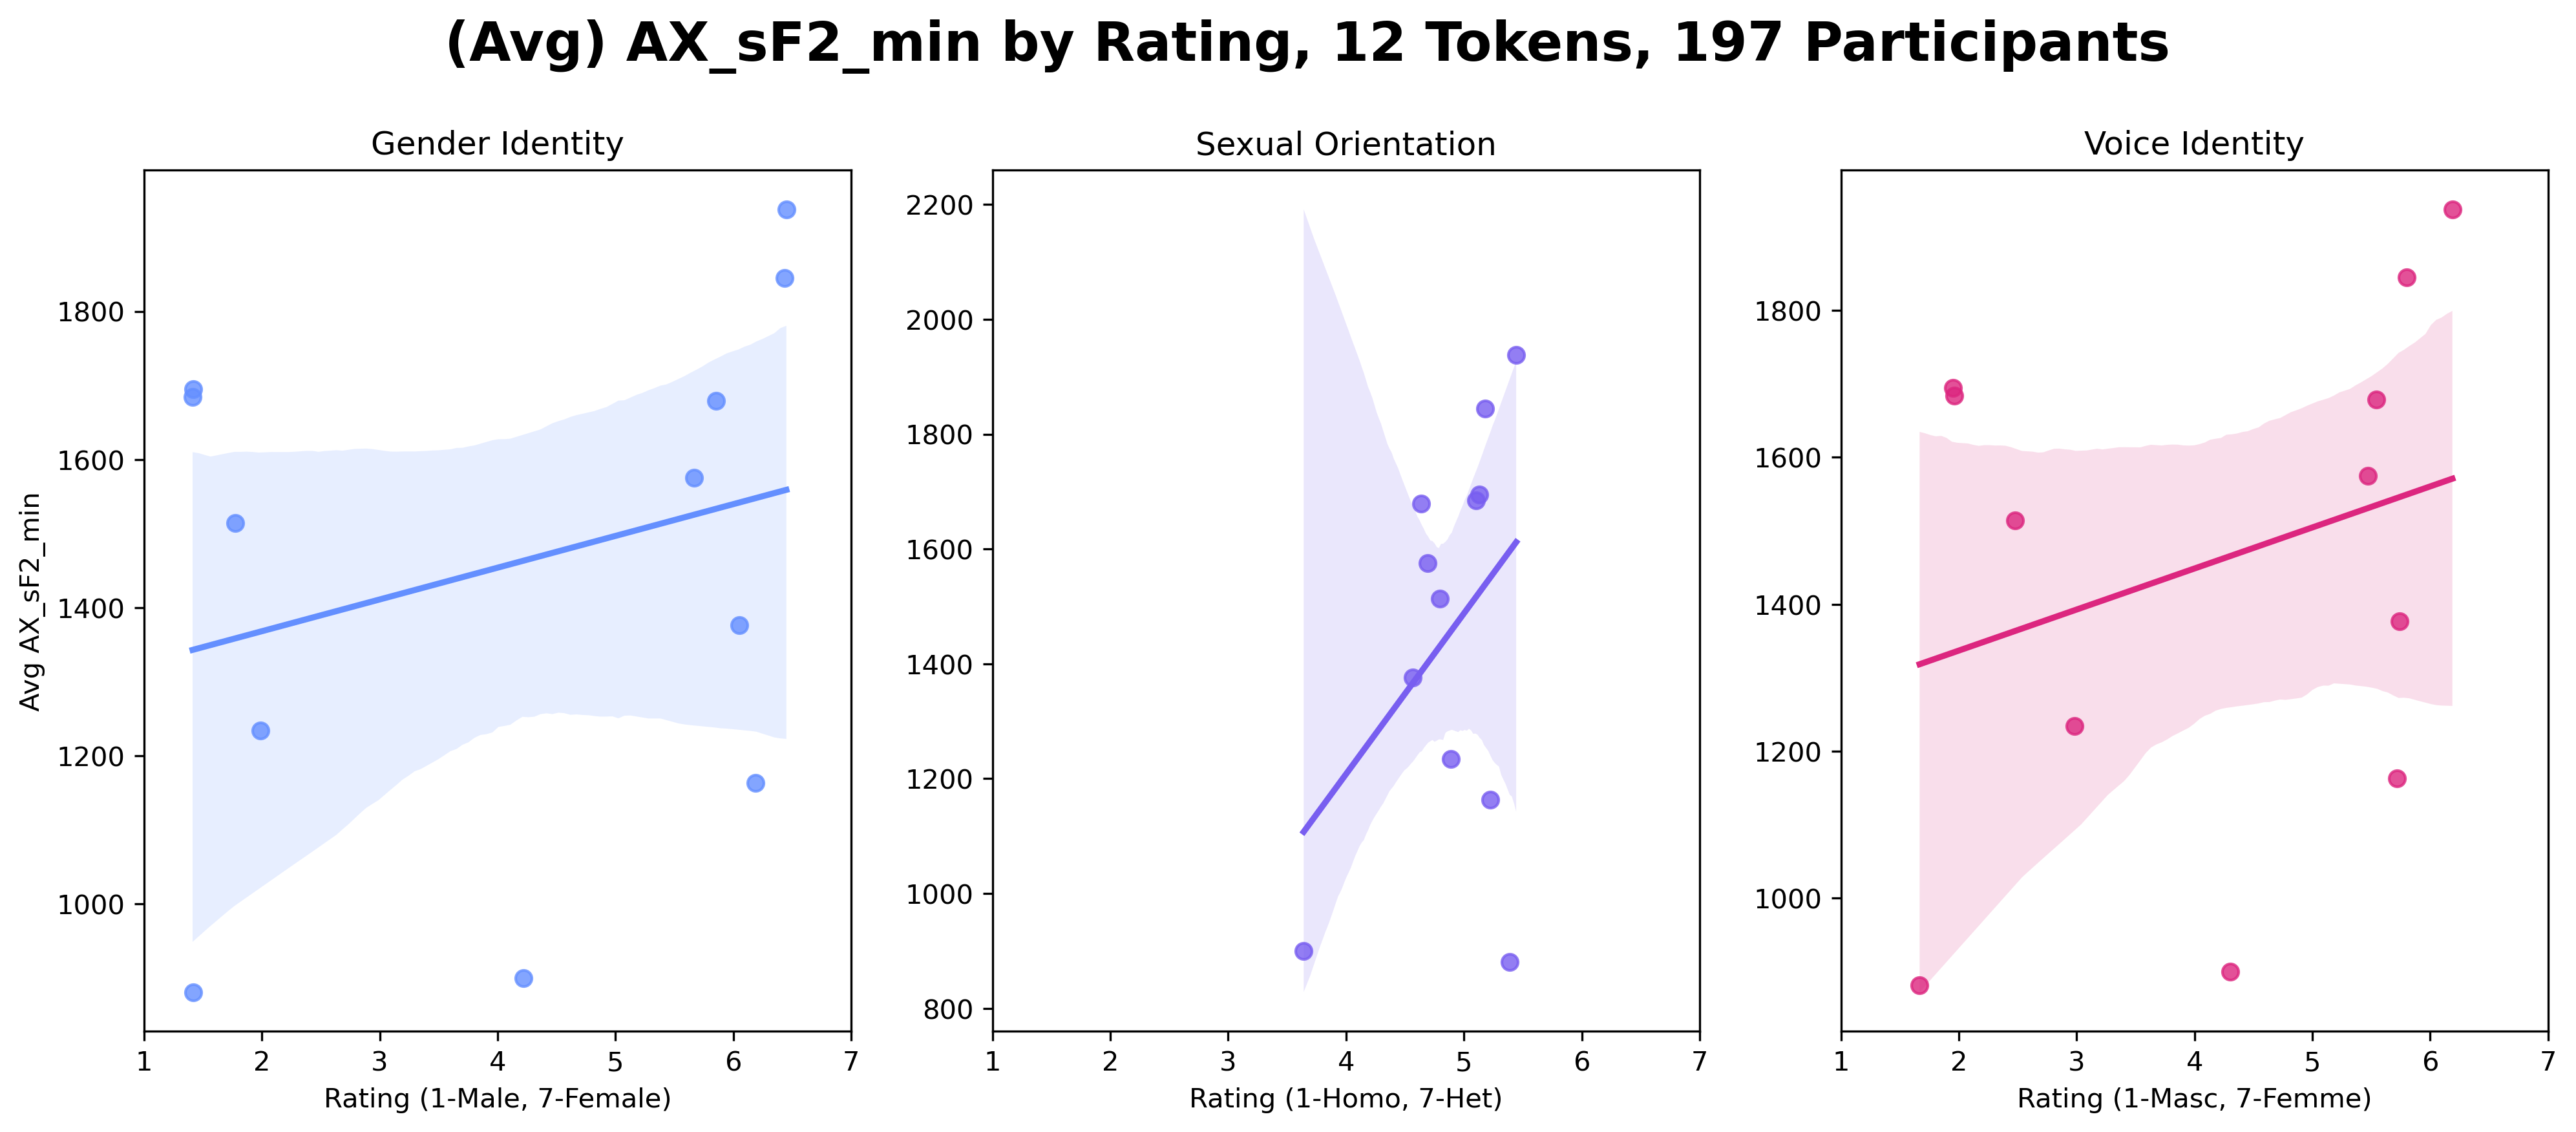 (Avg) AX_sF2_min by Rating, 12 Tokens, 197 Participants
Gender Identity
Avg AX_sF2_min
1800
1600
1400
1200
1000
1 2 3 4 5 6 7
Rating (1-Male, 7-Female)
Sexual Orientation
2200
2000
1800
1600
1400
1200
1000
800
1 2 3 4 5 6 7
Rating (1-Homo, 7-Het)
Voice Identity
1800
1600
1400
1200
1000
1 2 3 4 5 6 7
Rating (1-Masc, 7-Femme)